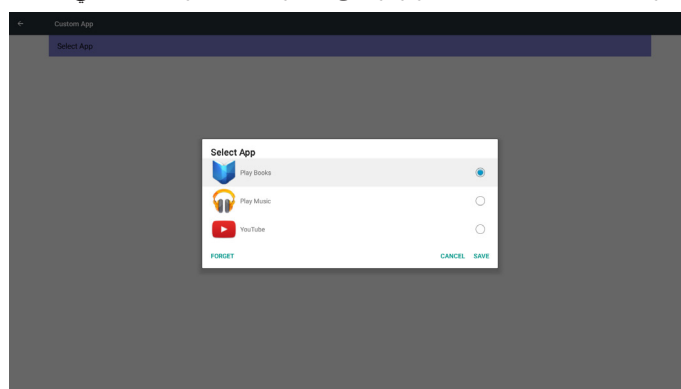 Custom App
Select App
Select App
Play Books
Play Music
YouTube
FORGET
CANCEL SAVE